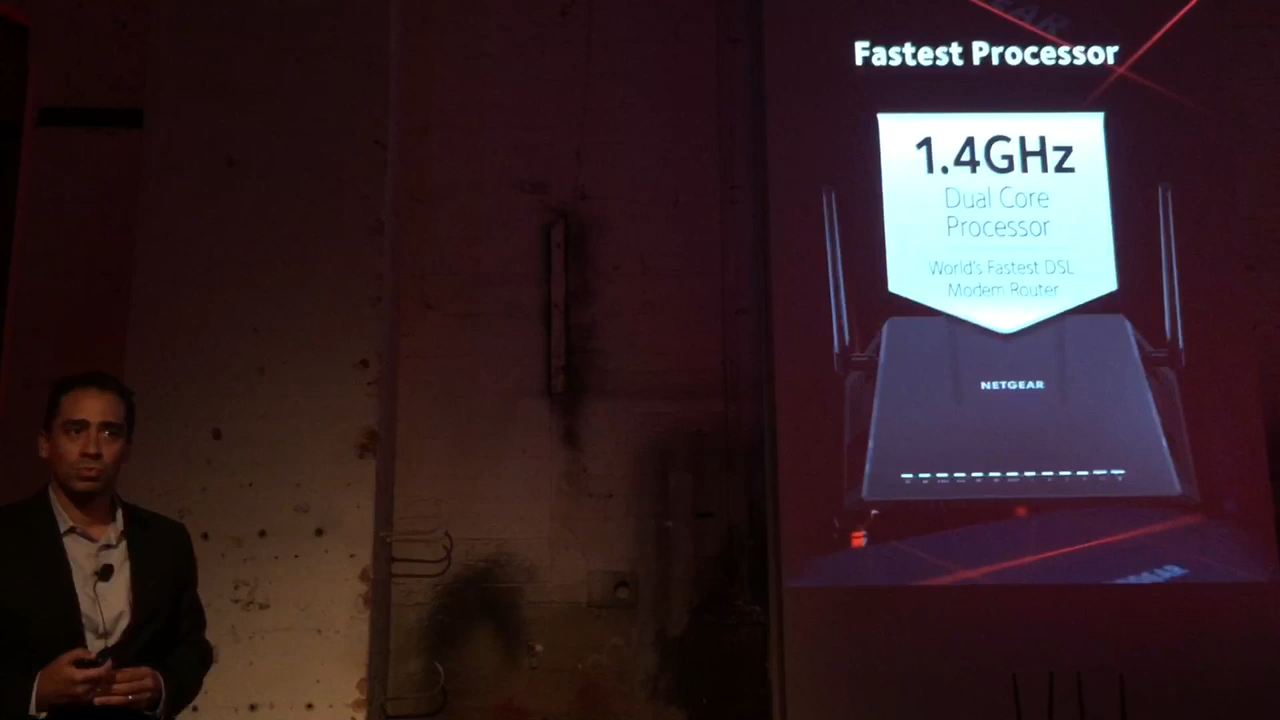 Fastest Processor
1.4GHz
Dual Core
Processor
World's Fastest DSL
Modem Router
NETGEAR